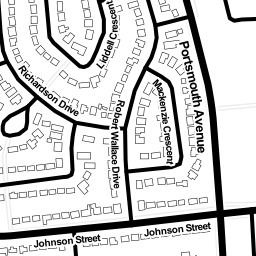 Liddell Crescent
Portsmouth Avenue
Richardson Drive
Mackenzie Crescent
Robert Wallace Drive
Johnson Street
Johnson Street